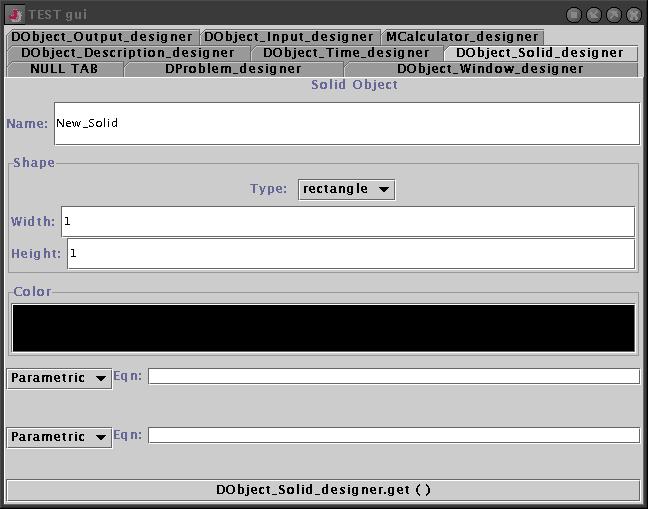 TEST gui
DObject_Output_designer DObject_Input_designer MCalculator_designer
DObject_Description_designer DObject_Time_designer DObject_Solid_designer
NULL TAB DProblem_designer DObject_Window_designer
Solid Object
Name: New_Solid
Shape
Type: rectangle
Width: 1
Height: 1
Color
Parametric Eqn:
Parametric Eqn:
DObject_Solid_designer.get ( )